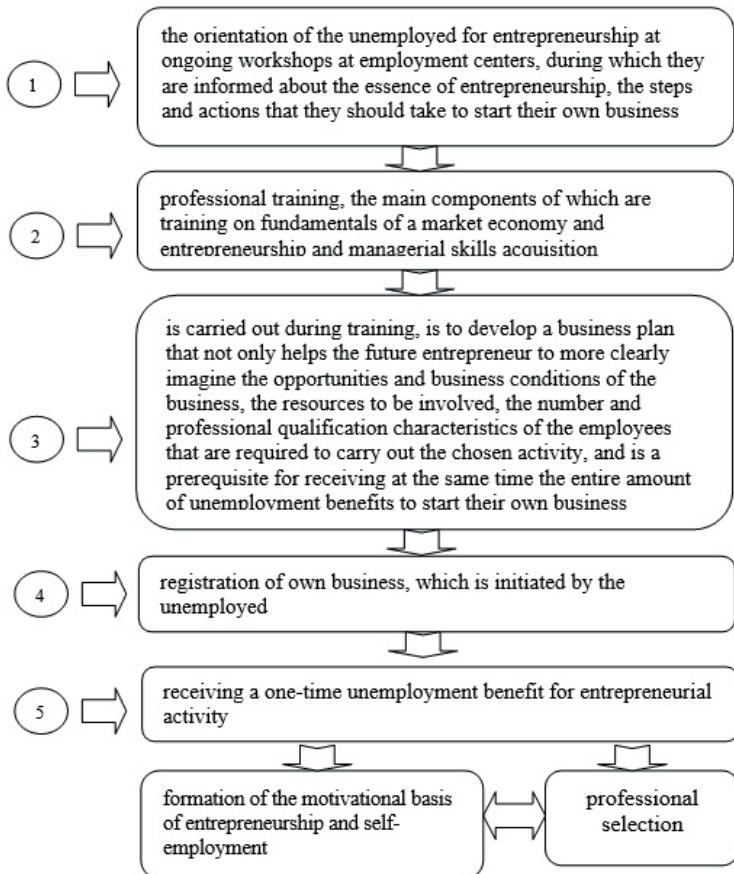 the orientation of the unemployed for entrepreneurship at
ongoing workshops at employment centers, during which they
are informed about the essence of entrepreneurship, the steps
and actions that they should take to start their own business
1
professional training, the main components of which are
training on fundamentals of a market economy and
entrepreneurship and managerial skills acquisition
2
is carried out during training, is to develop a business plan
that not only helps the future entrepreneur to more clearly
imagine the opportunities and business conditions of the
business, the resources to be involved, the number and
professional qualification characteristics of the employees
that are required to carry out the chosen activity, and is a
prerequisite for receiving at the same time the entire amount
of unemployment benefits to start their own business
3
registration of own business, which is initiated by the
unemployed
4
receiving a one-time unemployment benefit for entrepreneurial
activity
5
formation of the motivational basis
of entrepreneurship and self-
employment
professional
selection